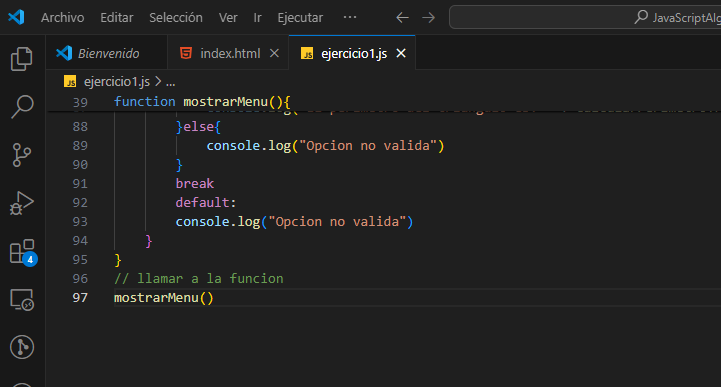 Archivo Editar Selección Ver Ir Ejecutar ··· JavaScriptAlg
Bienvenido index.html JS ejercicio1.js
JS ejercicio1.js > ...
39 function mostrarMenu(){
88 }else{
89 console.log("Opcion no valida")
90 }
91 break
92 default:
93 console.log("Opcion no valida")
94 }
95 }
96 // llamar a la funcion
97 mostrarMenu()
4